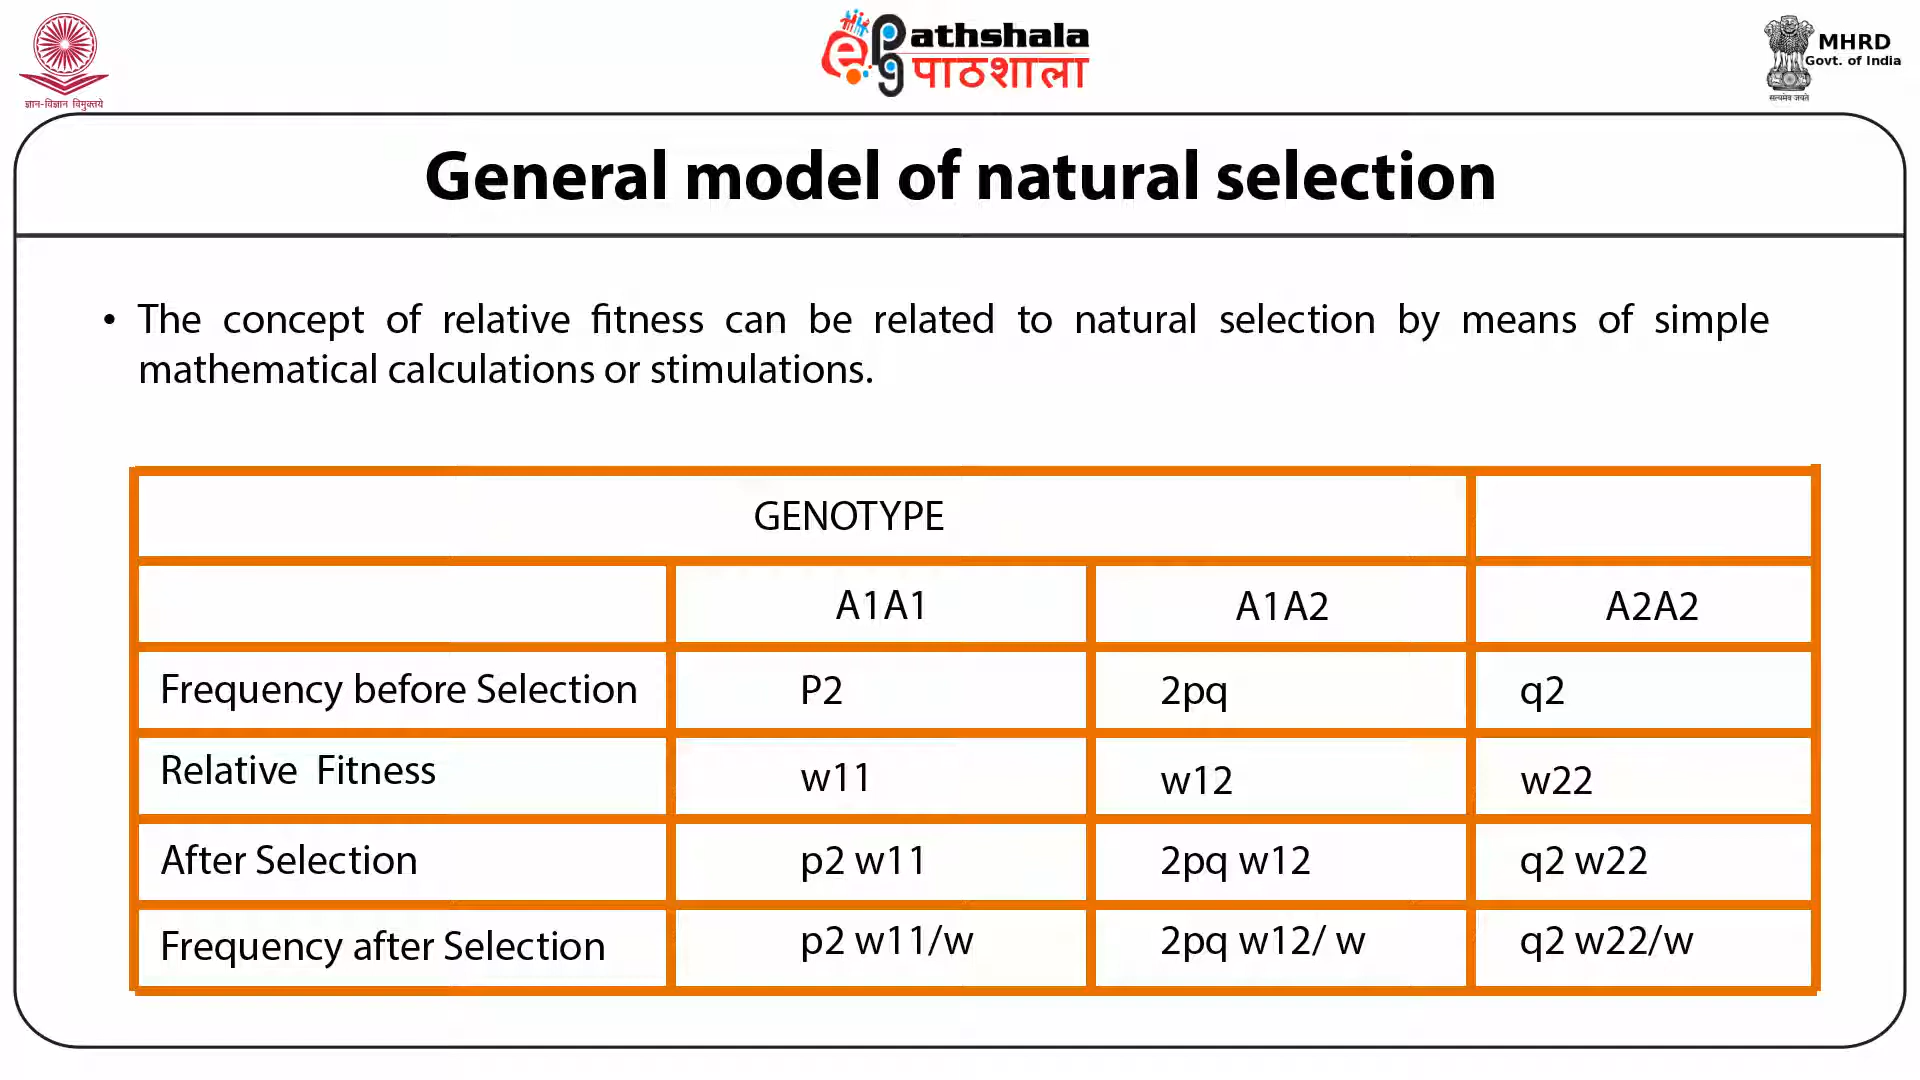 ज्ञान-विज्ञान विमुक्तये
ePathshala
पाठशाला
MHRD
Govt. of India
सत्यमेव जयते
General model of natural selection
• The concept of relative fitness can be related to natural selection by means of simple
mathematical calculations or stimulations.
GENOTYPE
A1A1 A1A2 A2A2
Frequency before Selection P2 2pq q2
Relative Fitness w11 w12 w22
After Selection p2 w11 2pq w12 q2 w22
Frequency after Selection p2 w11/w 2pq w12/ w q2 w22/w